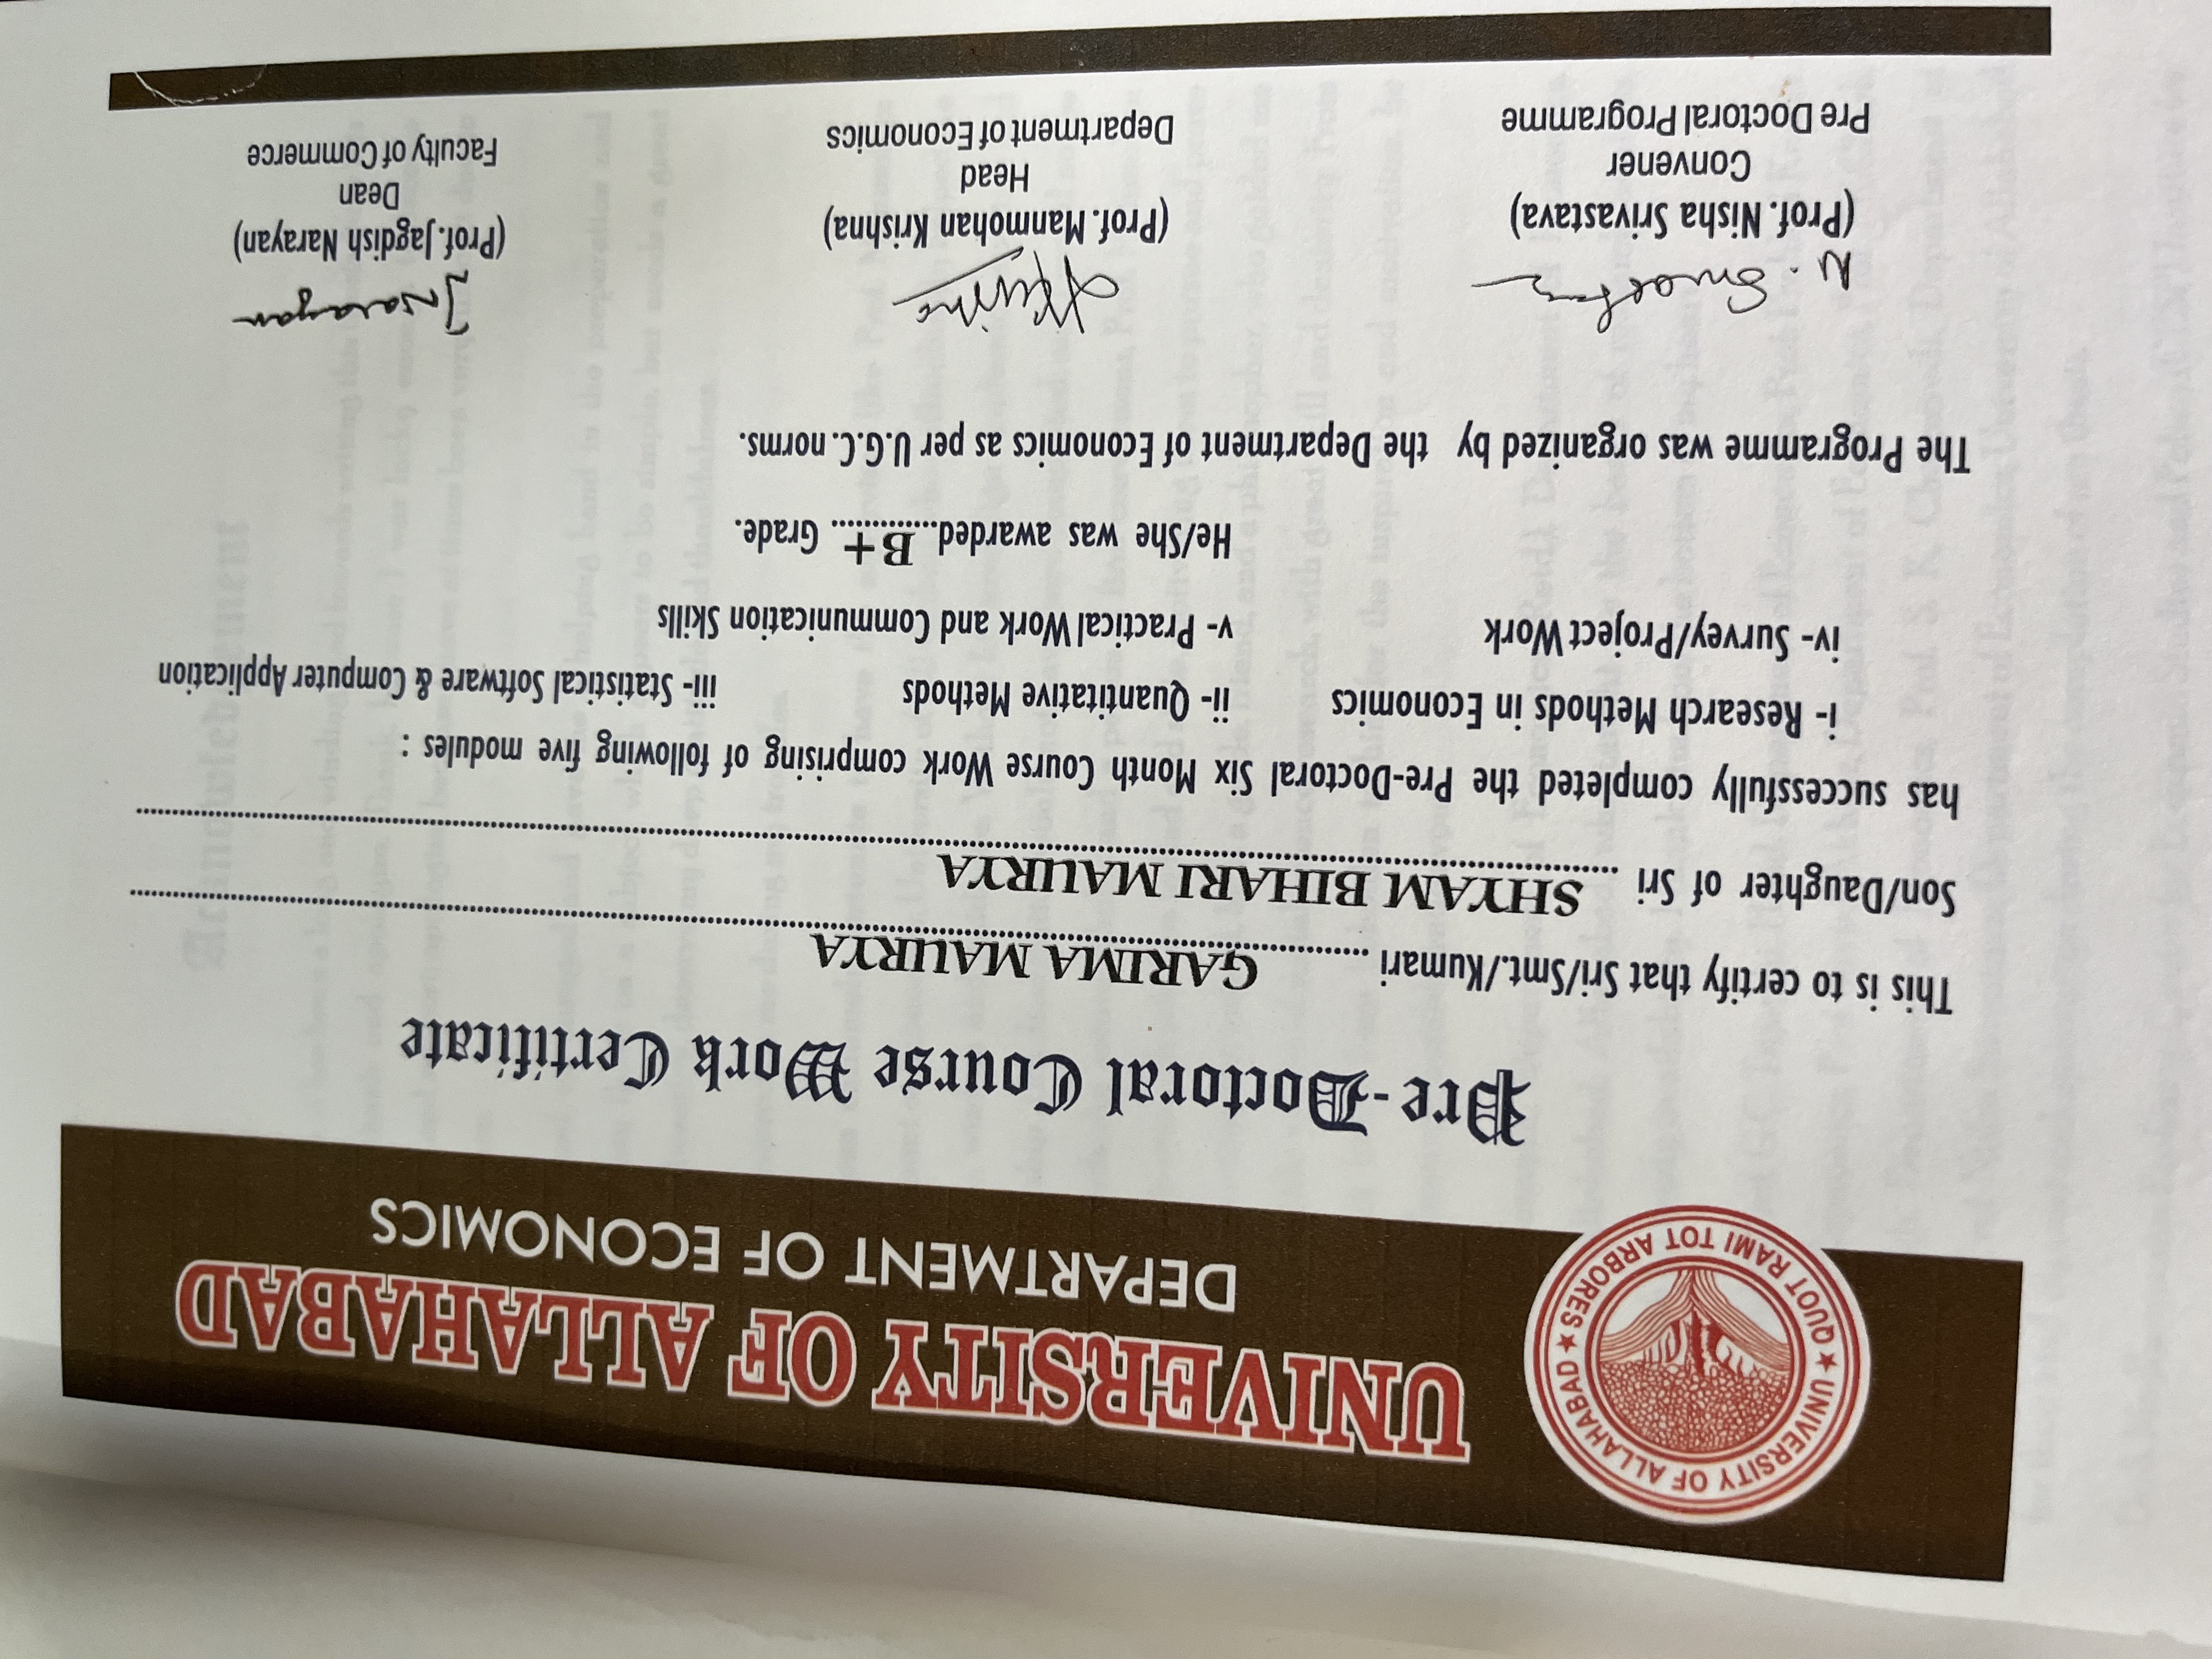 UNIVERSITY OF ALLAHABAD
DEPARTMENT OF ECONOMICS
★ UNIVERSITY OF ALLAHABAD ★ QUOT RAMI TOT ARBORES
Pre-Doctoral Course Work Certificate
This is to certify that Sri/Smt./Kumari ........... GARIMA MAURYA
Son/Daughter of Sri ... SHYAM BIHARI MAURYA
has successfully completed the Pre-Doctoral Six Month Course Work comprising of following five modules :
i- Research Methods in Economics ii- Quantitative Methods iii- Statistical Software & Computer Application
iv- Survey/Project Work v- Practical Work and Communication Skills
He/She was awarded...B+... Grade.
The Programme was organized by the Department of Economics as per U.G.C. norms.
N. Srivastava Krishna JNarayan
(Prof. Nisha Srivastava) (Prof. Manmohan Krishna) (Prof. Jagdish Narayan)
Convener Head Dean
Pre Doctoral Programme Department of Economics Faculty of Commerce